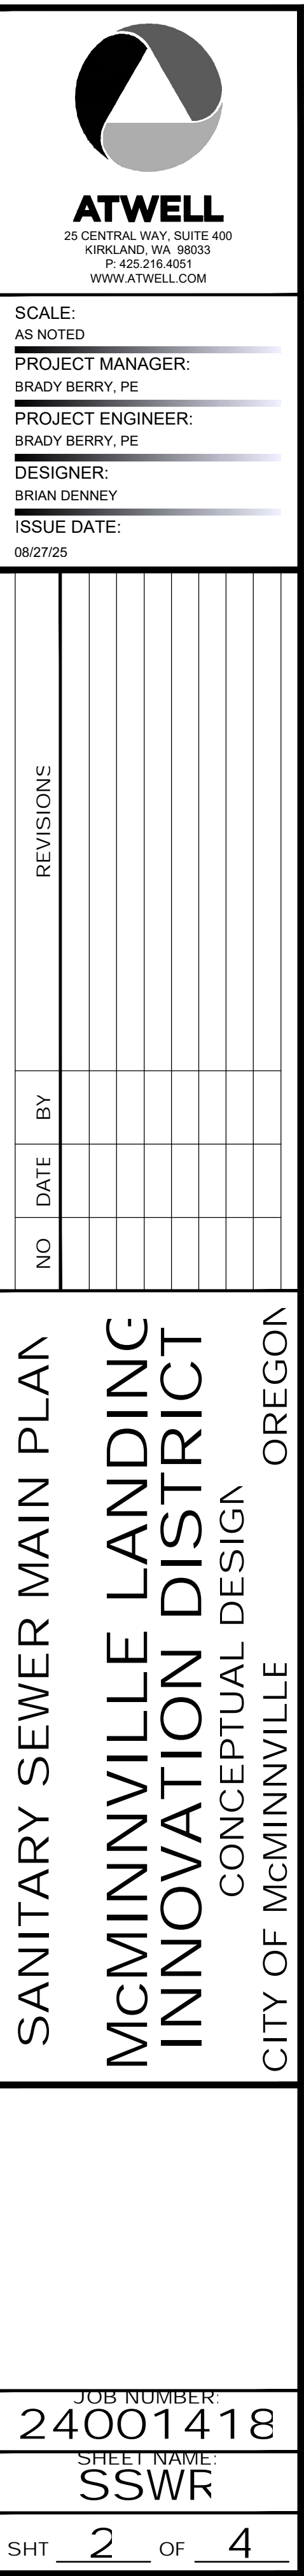 ATWELL
25 CENTRAL WAY, SUITE 400
KIRKLAND, WA 98033
P: 425.216.4051
WWW.ATWELL.COM
SCALE:
AS NOTED
PROJECT MANAGER:
BRADY BERRY, PE
PROJECT ENGINEER:
BRADY BERRY, PE
DESIGNER:
BRIAN DENNEY
ISSUE DATE:
08/27/25
NO DATE BY REVISIONS
SANITARY SEWER MAIN PLAN
McMINNVILLE LANDING
INNOVATION DISTRICT
CONCEPTUAL DESIGN
CITY OF McMINNVILLE OREGON
JOB NUMBER:
24001418
SHEET NAME:
SSWR
SHT 2 OF 4